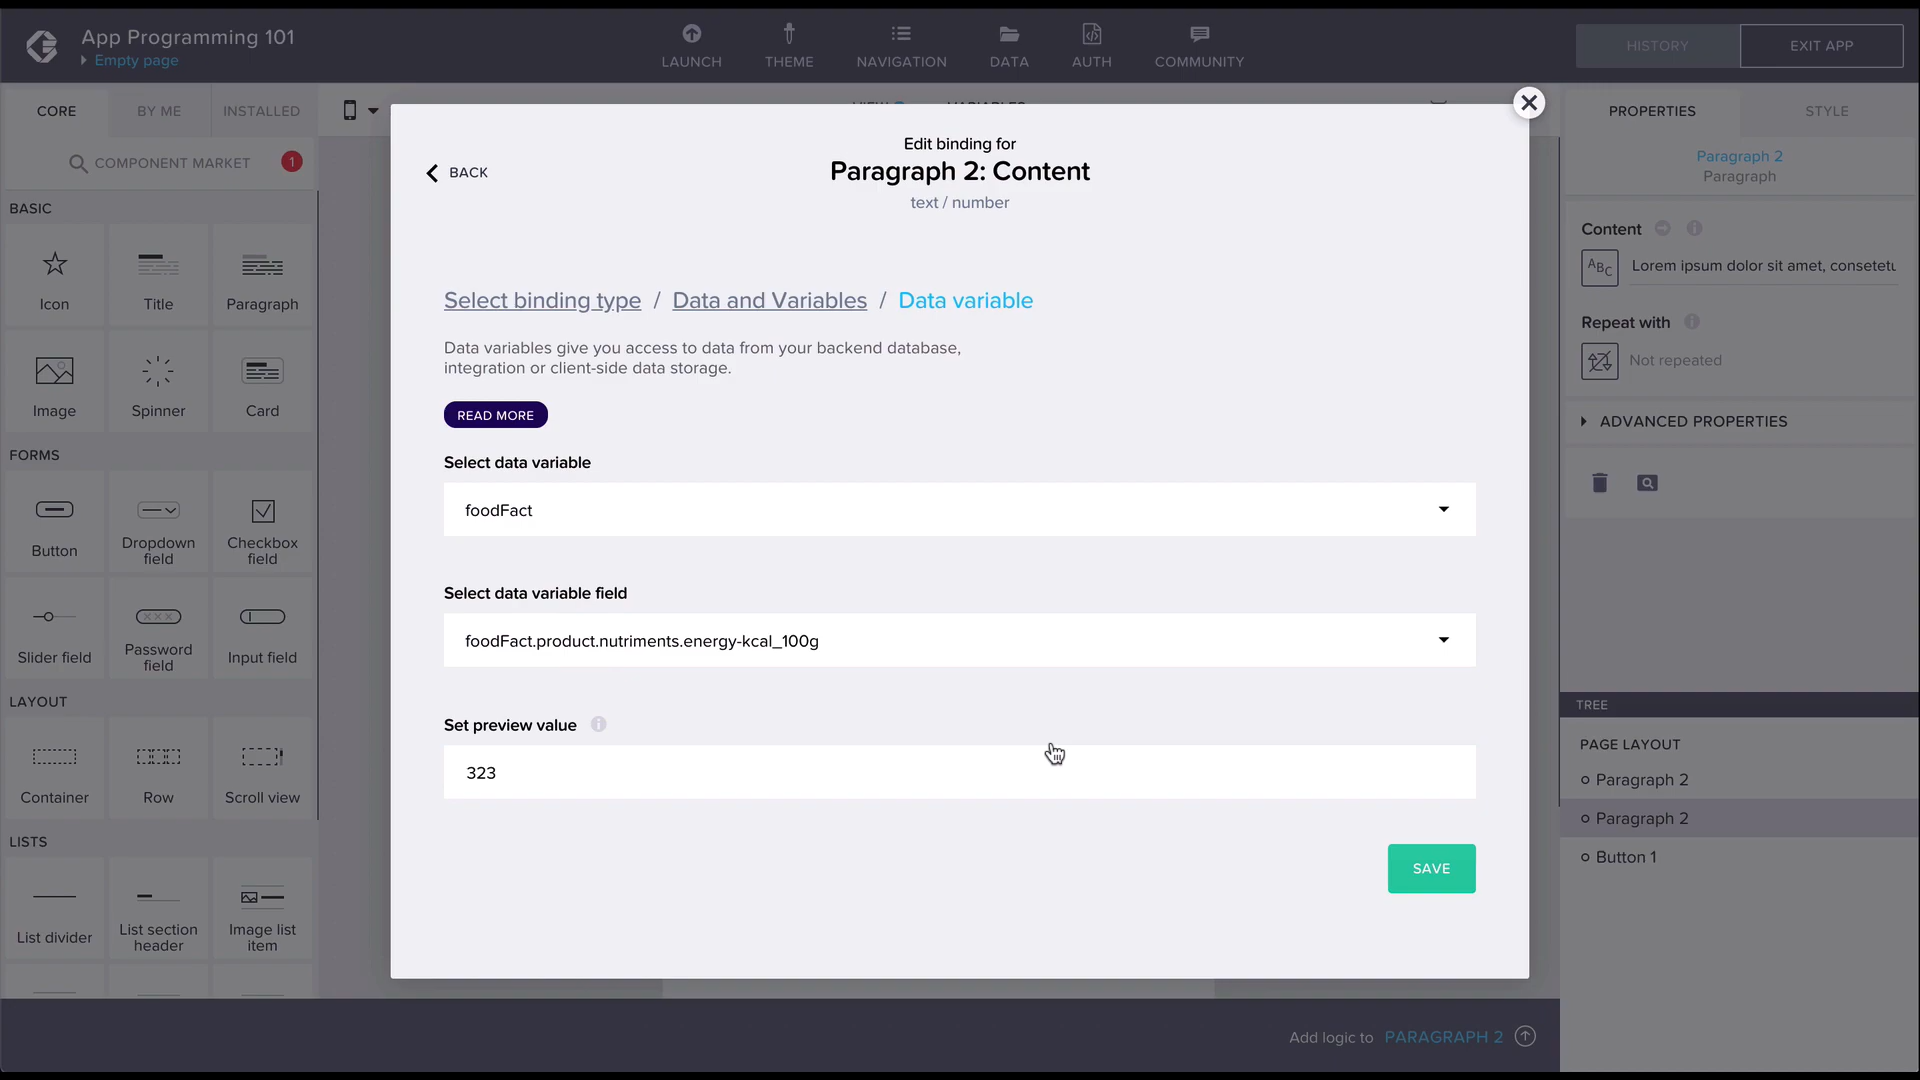 App Programming 101
Empty page
LAUNCH
THEME
NAVIGATION
DATA
AUTH
COMMUNITY
HISTORY
EXIT APP
CORE
BY ME
INSTALLED
COMPONENT MARKET
1
BASIC
Icon
Title
Paragraph
Image
Spinner
Card
FORMS
Button
Dropdown
field
Checkbox
field
Slider field
Password
field
Input field
LAYOUT
Container
Row
Scroll view
LISTS
List divider
List section
header
Image list
item
BACK
Edit binding for
Paragraph 2: Content
text / number
Select binding type / Data and Variables / Data variable
Data variables give you access to data from your backend database,
integration or client-side data storage.
READ MORE
Select data variable
foodFact
Select data variable field
foodFact.product.nutriments.energy-kcal_100g
Set preview value
323
SAVE
PROPERTIES
STYLE
Paragraph 2
Paragraph
Content
ABC
Lorem ipsum dolor sit amet, consetetu
Repeat with
Not repeated
ADVANCED PROPERTIES
TREE
PAGE LAYOUT
Paragraph 2
Paragraph 2
Button 1
Add logic to PARAGRAPH 2